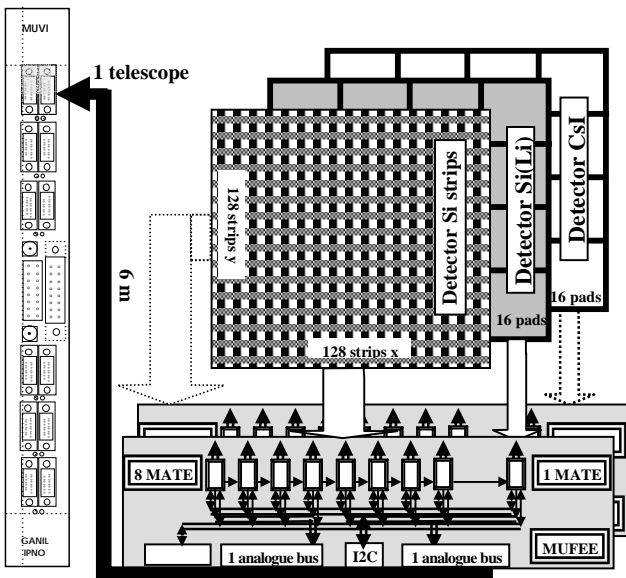 MUVI
1 telescope
6 m
128 strips y
Detector Si strips
Detector Si(Li)
Detector CsI
16 pads
16 pads
128 strips x
8 MATE
1 MATE
MUFEE
1 analogue bus
I2C
1 analogue bus
GANIL
IPNO